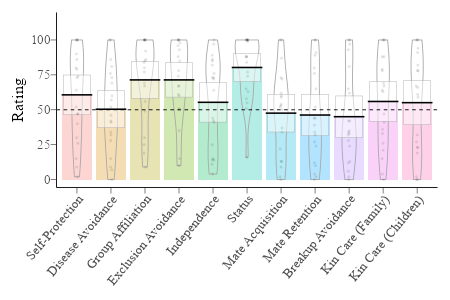 Rating
100
75
50
25
0
Self-Protection
Disease Avoidance
Group Affiliation
Exclusion Avoidance
Independence
Status
Mate Acquisition
Mate Retention
Breakup Avoidance
Kin Care (Family)
Kin Care (Children)